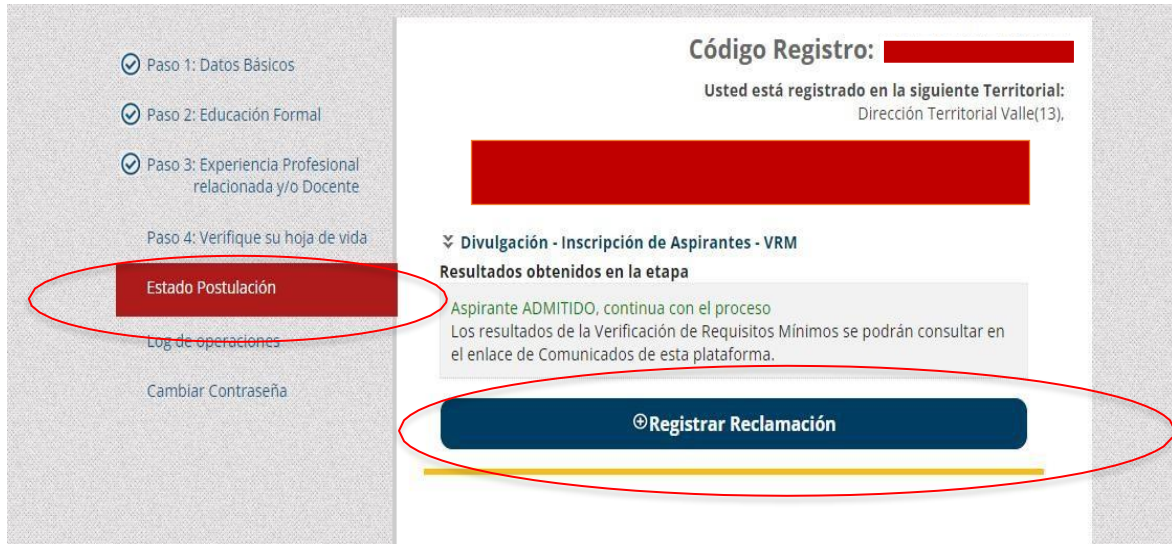 Paso 1: Datos Básicos
Paso 2: Educación Formal
Paso 3: Experiencia Profesional
relacionada y/o Docente
Paso 4: Verifique su hoja de vida
Estado Postulación
Log de operaciones
Cambiar Contraseña
Código Registro:
Usted está registrado en la siguiente Territorial:
Dirección Territorial Valle(13),
Divulgación - Inscripción de Aspirantes - VRM
Resultados obtenidos en la etapa
Aspirante ADMITIDO, continua con el proceso
Los resultados de la Verificación de Requisitos Mínimos se podrán consultar en
el enlace de Comunicados de esta plataforma.
Registrar Reclamación